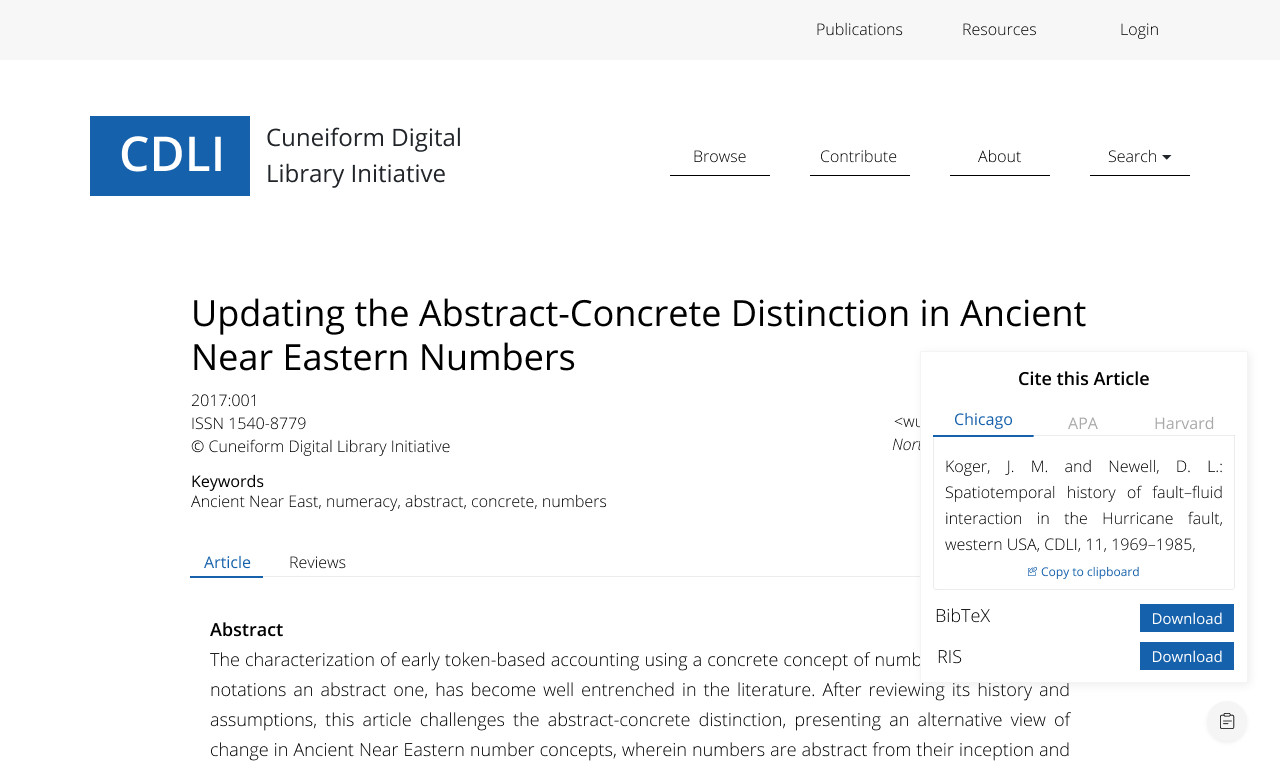 Publications Resources Login
CDLI
Cuneiform Digital
Library Initiative
Browse Contribute About Search
Updating the Abstract-Concrete Distinction in Ancient
Near Eastern Numbers
2017:001
ISSN 1540-8779
© Cuneiform Digital Library Initiative
Keywords
Ancient Near East, numeracy, abstract, concrete, numbers
Article Reviews
Abstract
The characterization of early token-based accounting using a concrete concept of
notations an abstract one, has become well entrenched in the literature. After reviewing its history and
assumptions, this article challenges the abstract-concrete distinction, presenting an alternative view of
change in Ancient Near Eastern number concepts, wherein numbers are abstract from their inception and
Cite this Article
Chicago APA Harvard
Koger, J. M. and Newell, D. L.:
Spatiotemporal history of fault–fluid
interaction in the Hurricane fault,
western USA, CDLI, 11, 1969–1985,
Copy to clipboard
BibTeX Download
RIS Download